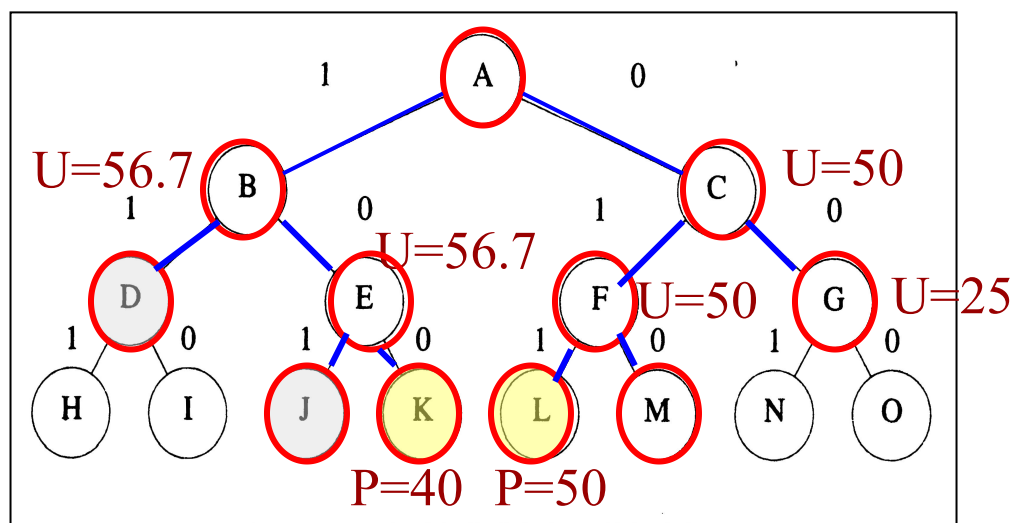 1 A 0
U=56.7 B C U=50
1 0 1 0
U=56.7
D E F U=50 G U=25
1 0 1 0 1 0 1 0
H I J K L M N O
P=40 P=50